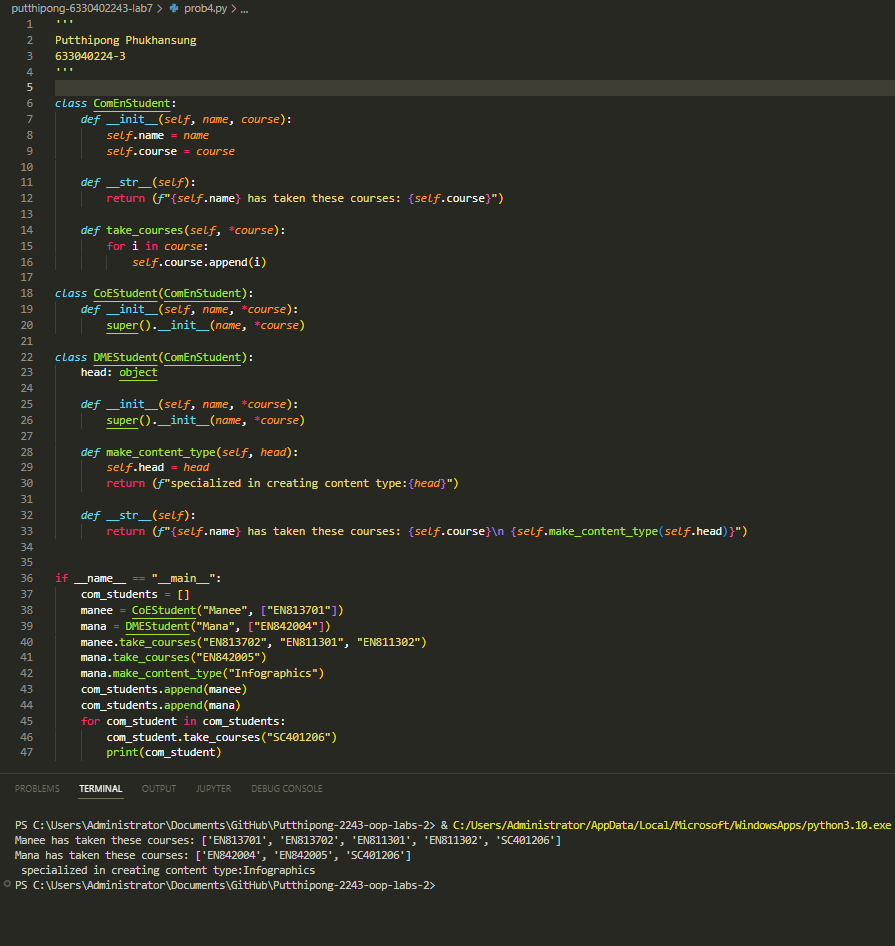 putthipong-6330402243-lab7 > prob4.py > ...
1 '''
2 Putthipong Phukhansung
3 633040224-3
4 '''
5
6 class ComEnStudent:
7     def __init__(self, name, course):
8         self.name = name
9         self.course = course
10
11     def __str__(self):
12         return (f"{self.name} has taken these courses: {self.course}")
13
14     def take_courses(self, *course):
15         for i in course:
16             self.course.append(i)
17
18 class CoEStudent(ComEnStudent):
19     def __init__(self, name, *course):
20         super().__init__(name, *course)
21
22 class DMEStudent(ComEnStudent):
23     head: object
24
25     def __init__(self, name, *course):
26         super().__init__(name, *course)
27
28     def make_content_type(self, head):
29         self.head = head
30         return (f"specialized in creating content type:{head}")
31
32     def __str__(self):
33         return (f"{self.name} has taken these courses: {self.course}\n {self.make_content_type(self.head)}")
34
35
36 if __name__ == "__main__":
37     com_students = []
38     manee = CoEStudent("Manee", ["EN813701"])
39     mana = DMEStudent("Mana", ["EN842004"])
40     manee.take_courses("EN813702", "EN811301", "EN811302")
41     mana.take_courses("EN842005")
42     mana.make_content_type("Infographics")
43     com_students.append(manee)
44     com_students.append(mana)
45     for com_student in com_students:
46         com_student.take_courses("SC401206")
47         print(com_student)
PROBLEMS TERMINAL OUTPUT JUPYTER DEBUG CONSOLE
PS C:\Users\Administrator\Documents\GitHub\Putthipong-2243-oop-labs-2> & C:/Users/Administrator/AppData/Local/Microsoft/WindowsApps/python3.10.exe
Manee has taken these courses: ['EN813701', 'EN813702', 'EN811301', 'EN811302', 'SC401206']
Mana has taken these courses: ['EN842004', 'EN842005', 'SC401206']
 specialized in creating content type:Infographics
PS C:\Users\Administrator\Documents\GitHub\Putthipong-2243-oop-labs-2>